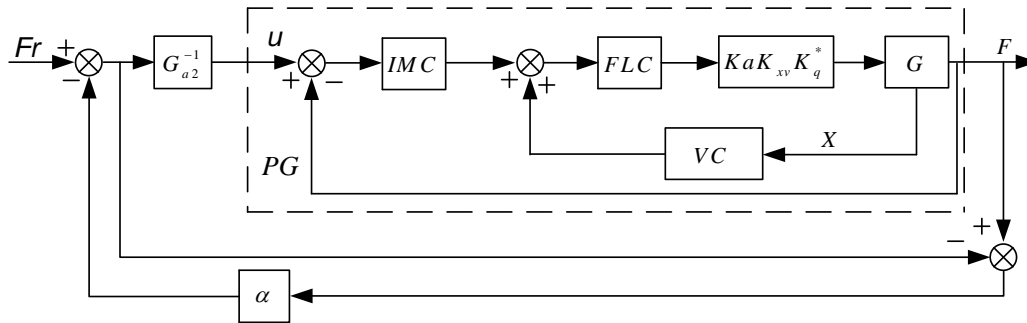 Fr
+
−
G_{a2}^{-1}
u
+
−
IMC
+
+
FLC
KaK_{xv}K_q^*
G
F
VC
X
PG
−
+
α